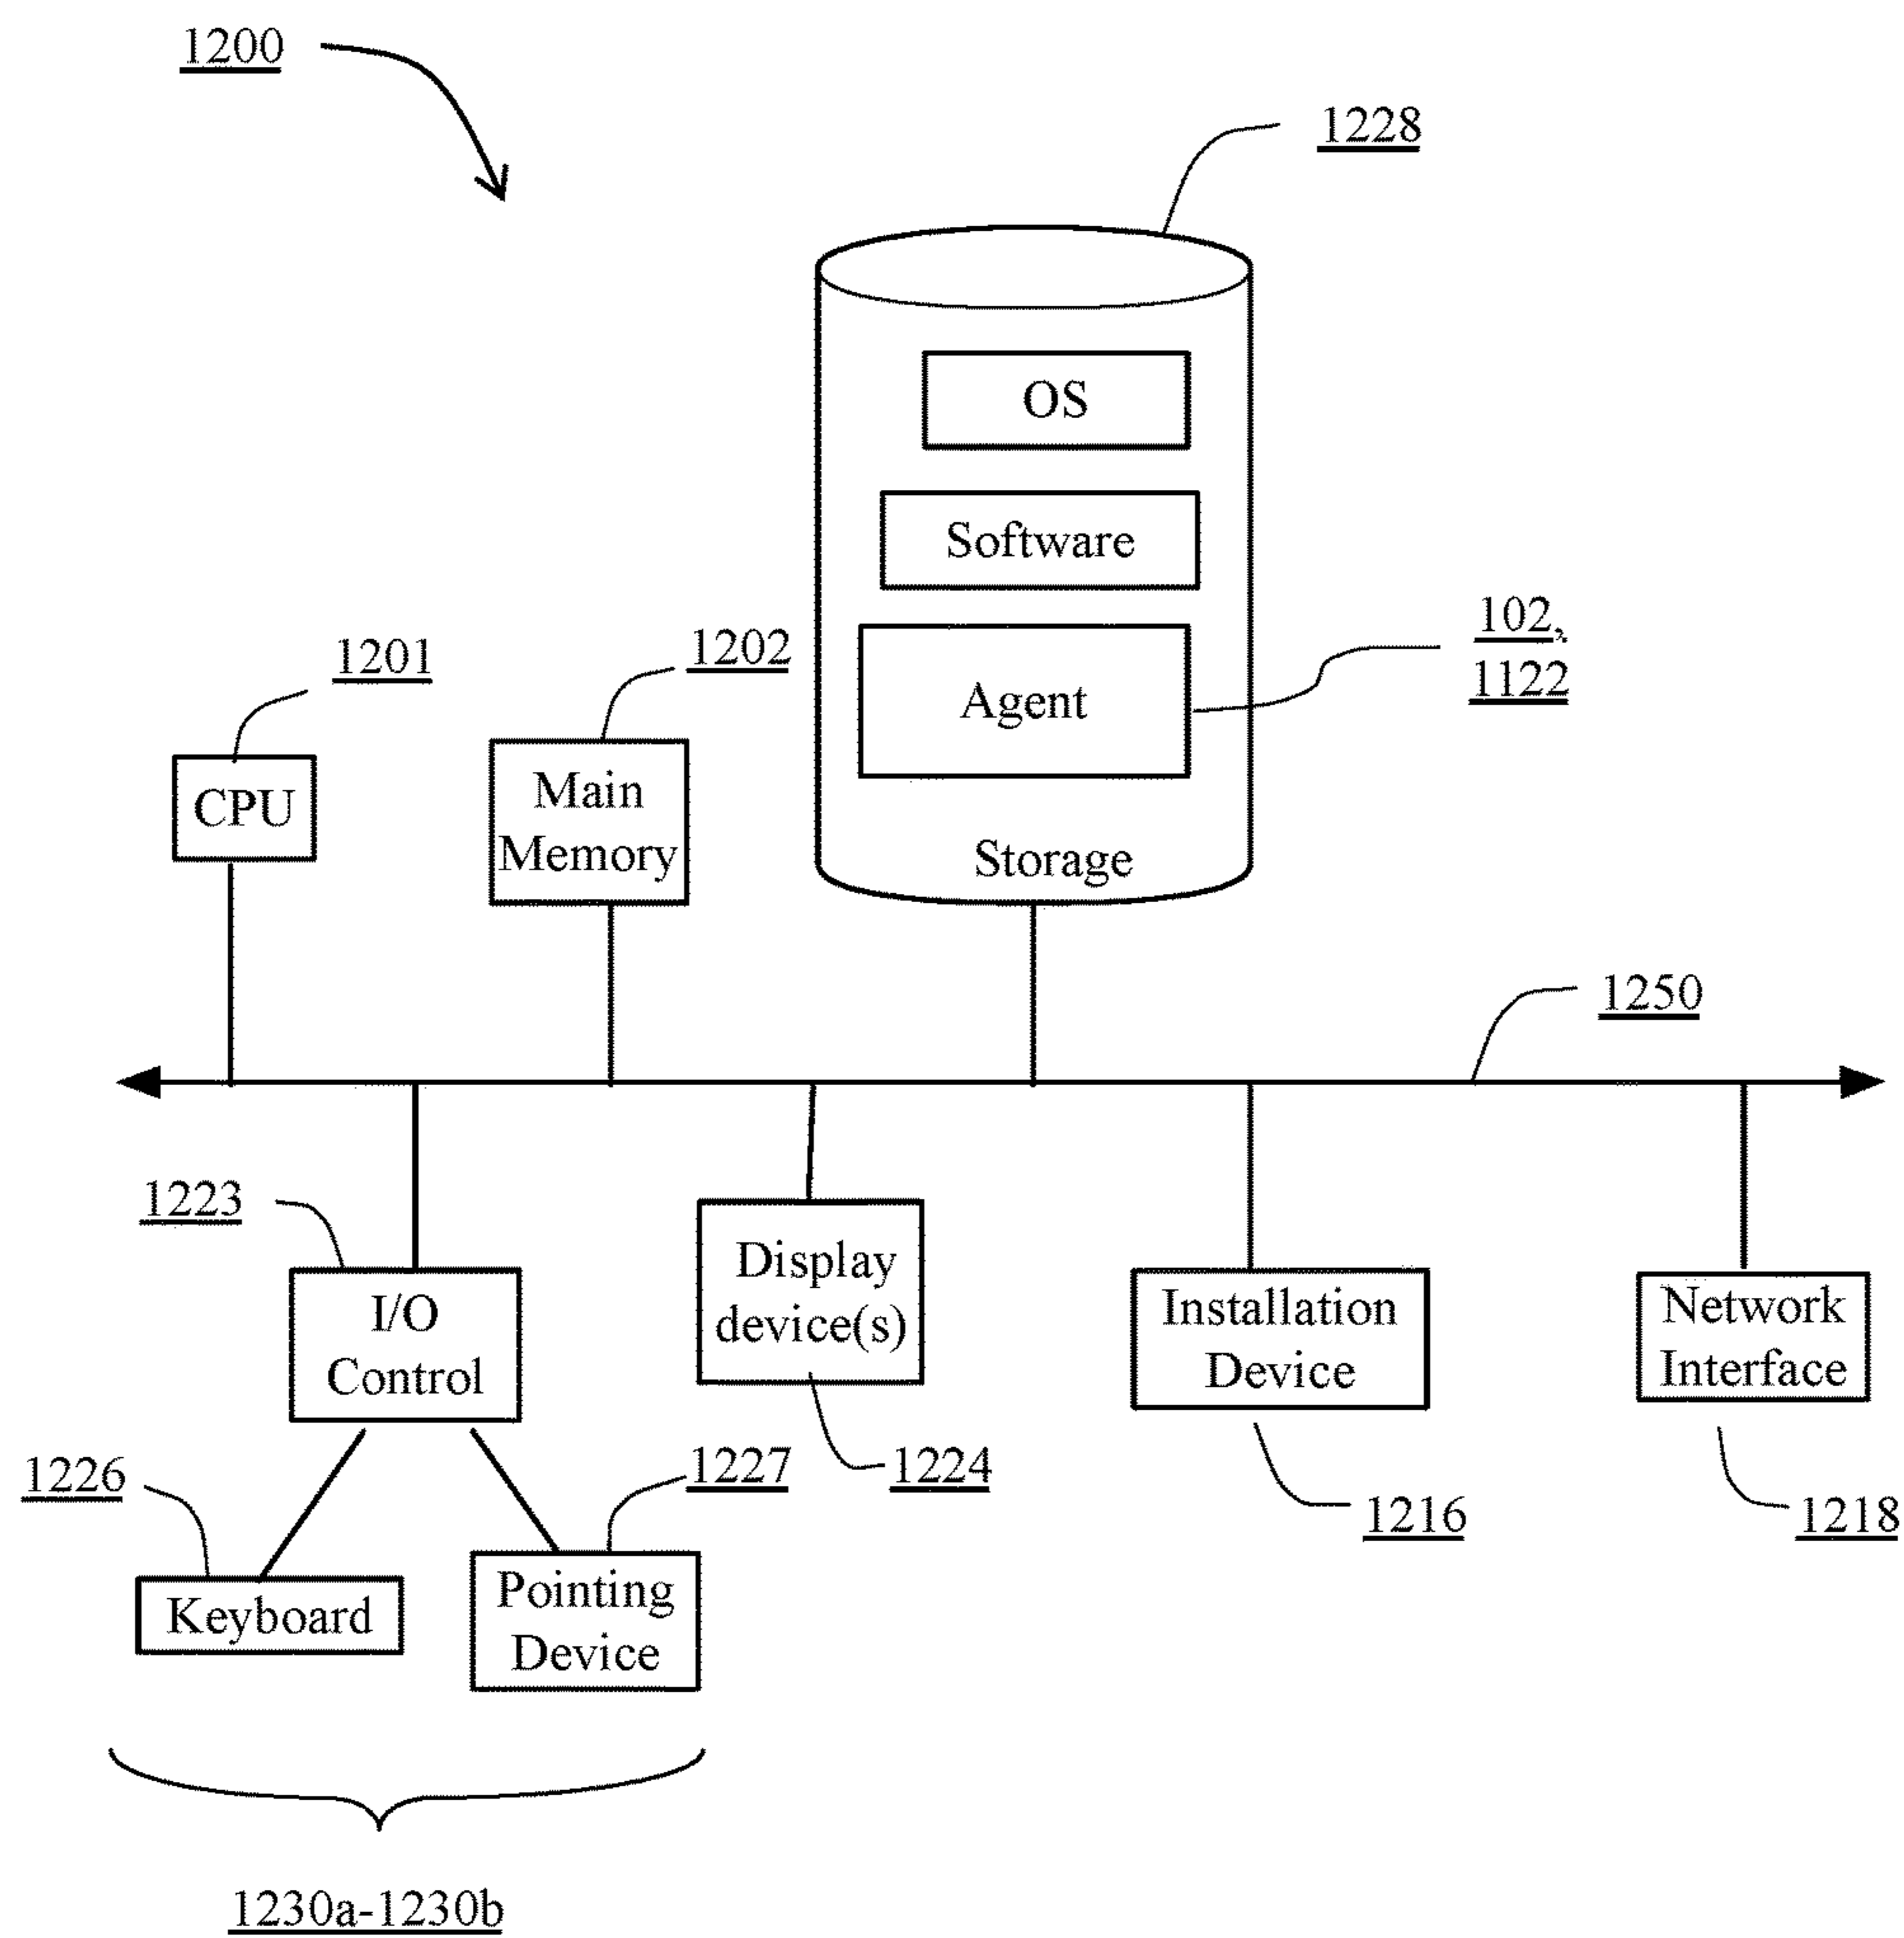 1200
1228
OS
Software
102,
1122
Agent
1201
1202
CPU
Main
Memory
Storage
1250
1223
Display
device(s)
I/O
Control
Installation
Device
Network
Interface
1226
1227
1224
1216
1218
Keyboard
Pointing
Device
1230a-1230b